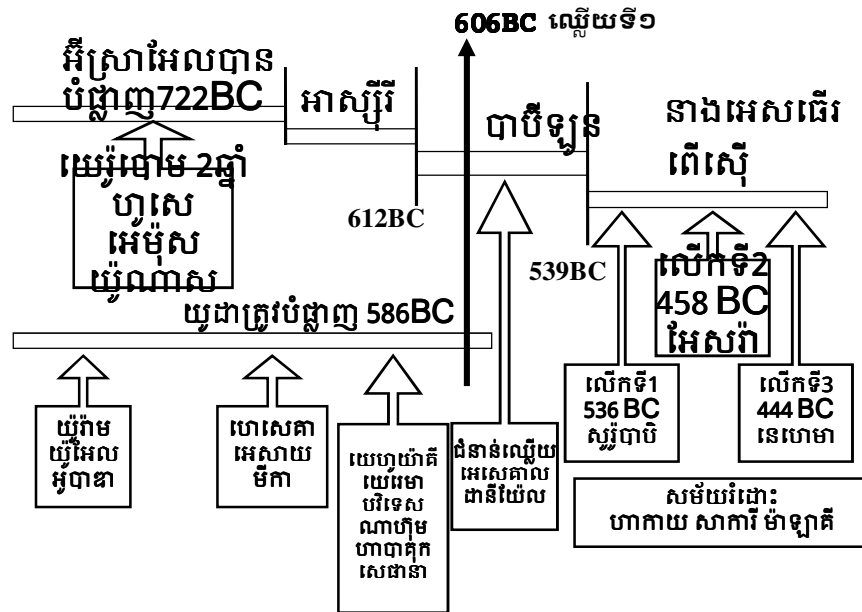 606BC ឈ្លើយទី១
អ៊ីស្រាអែលបាន
បំផ្លាញ722BC
អាស្ស៊ីរី
បាប៊ីឡូន
នាងអេសធើរ
ពើស៊ើ
យេរ៉ូបោម 2ឆ្នាំ
ហូសេ
អេម៉ុស
យ៉ូណាស
612BC
539BC
លើកទី2
458 BC
អែសរ៉ា
យូដាត្រូវបំផ្លាញ 586BC
លើកទី1
536 BC
សូរ៉ូបាបិ
លើកទី3
444 BC
នេហេមា
យ៉ូរ៉ាម
យ៉ូអែល
អូបាឌា
ហេសេគា
អេសាយ
មីកា
យេហូយ៉ាគី
យេរេមា
បវិទេស
ណាហ៊ុម
ហាបាគុក
សេផានា
ជំនាន់ឈ្លើយ
អេសេគាល
ដានីយ៉ែល
សម័យរំដោះ
ហាកាយ សាការី ម៉ាឡាគី